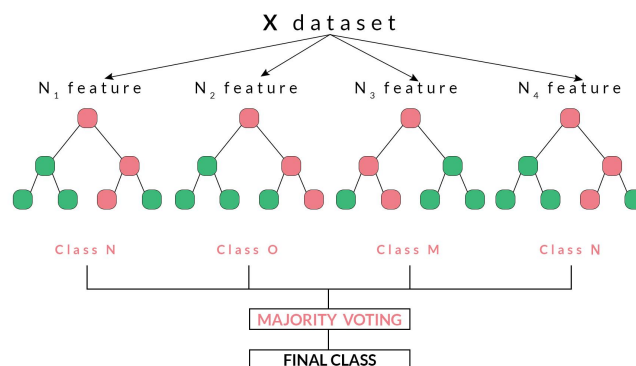 X dataset
N₁ feature N₂ feature N₃ feature N₄ feature
Class N Class O Class M Class N
MAJORITY VOTING
FINAL CLASS